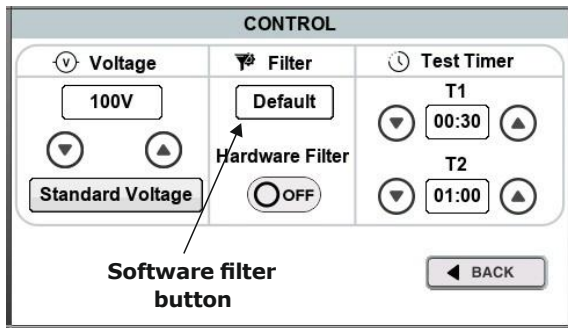 CONTROL
V Voltage
Filter
Test Timer
100V
Default
T1
00:30
Hardware Filter
T2
Standard Voltage
OFF
01:00
Software filter
button
BACK